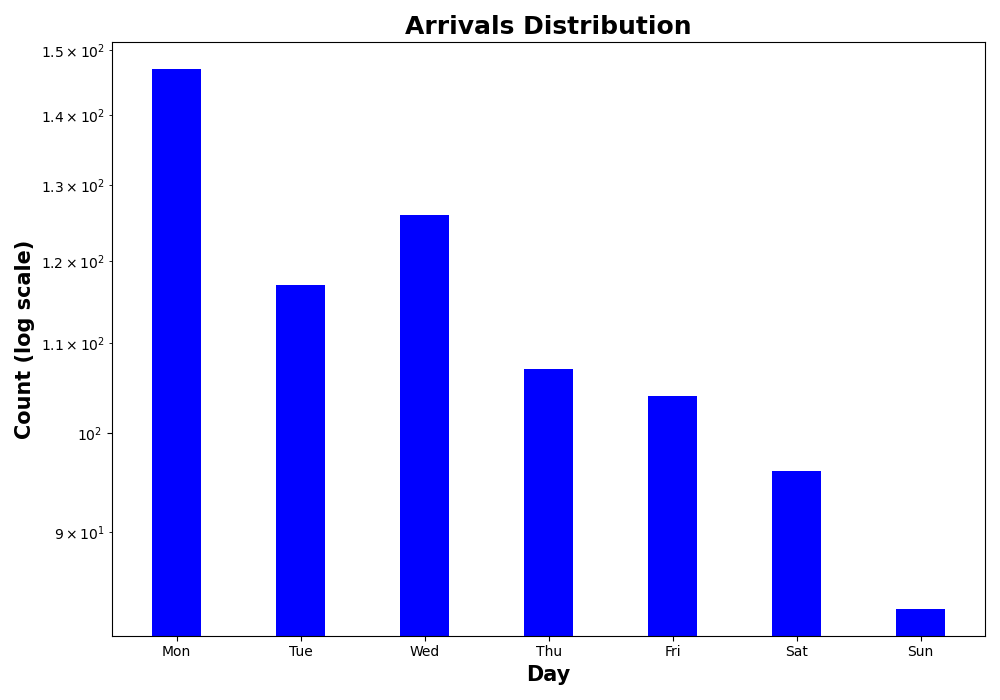 Arrivals Distribution
Count (log scale)
1.5 × 10²
1.4 × 10²
1.3 × 10²
1.2 × 10²
1.1 × 10²
10²
9 × 10¹
Mon Tue Wed Thu Fri Sat Sun
Day